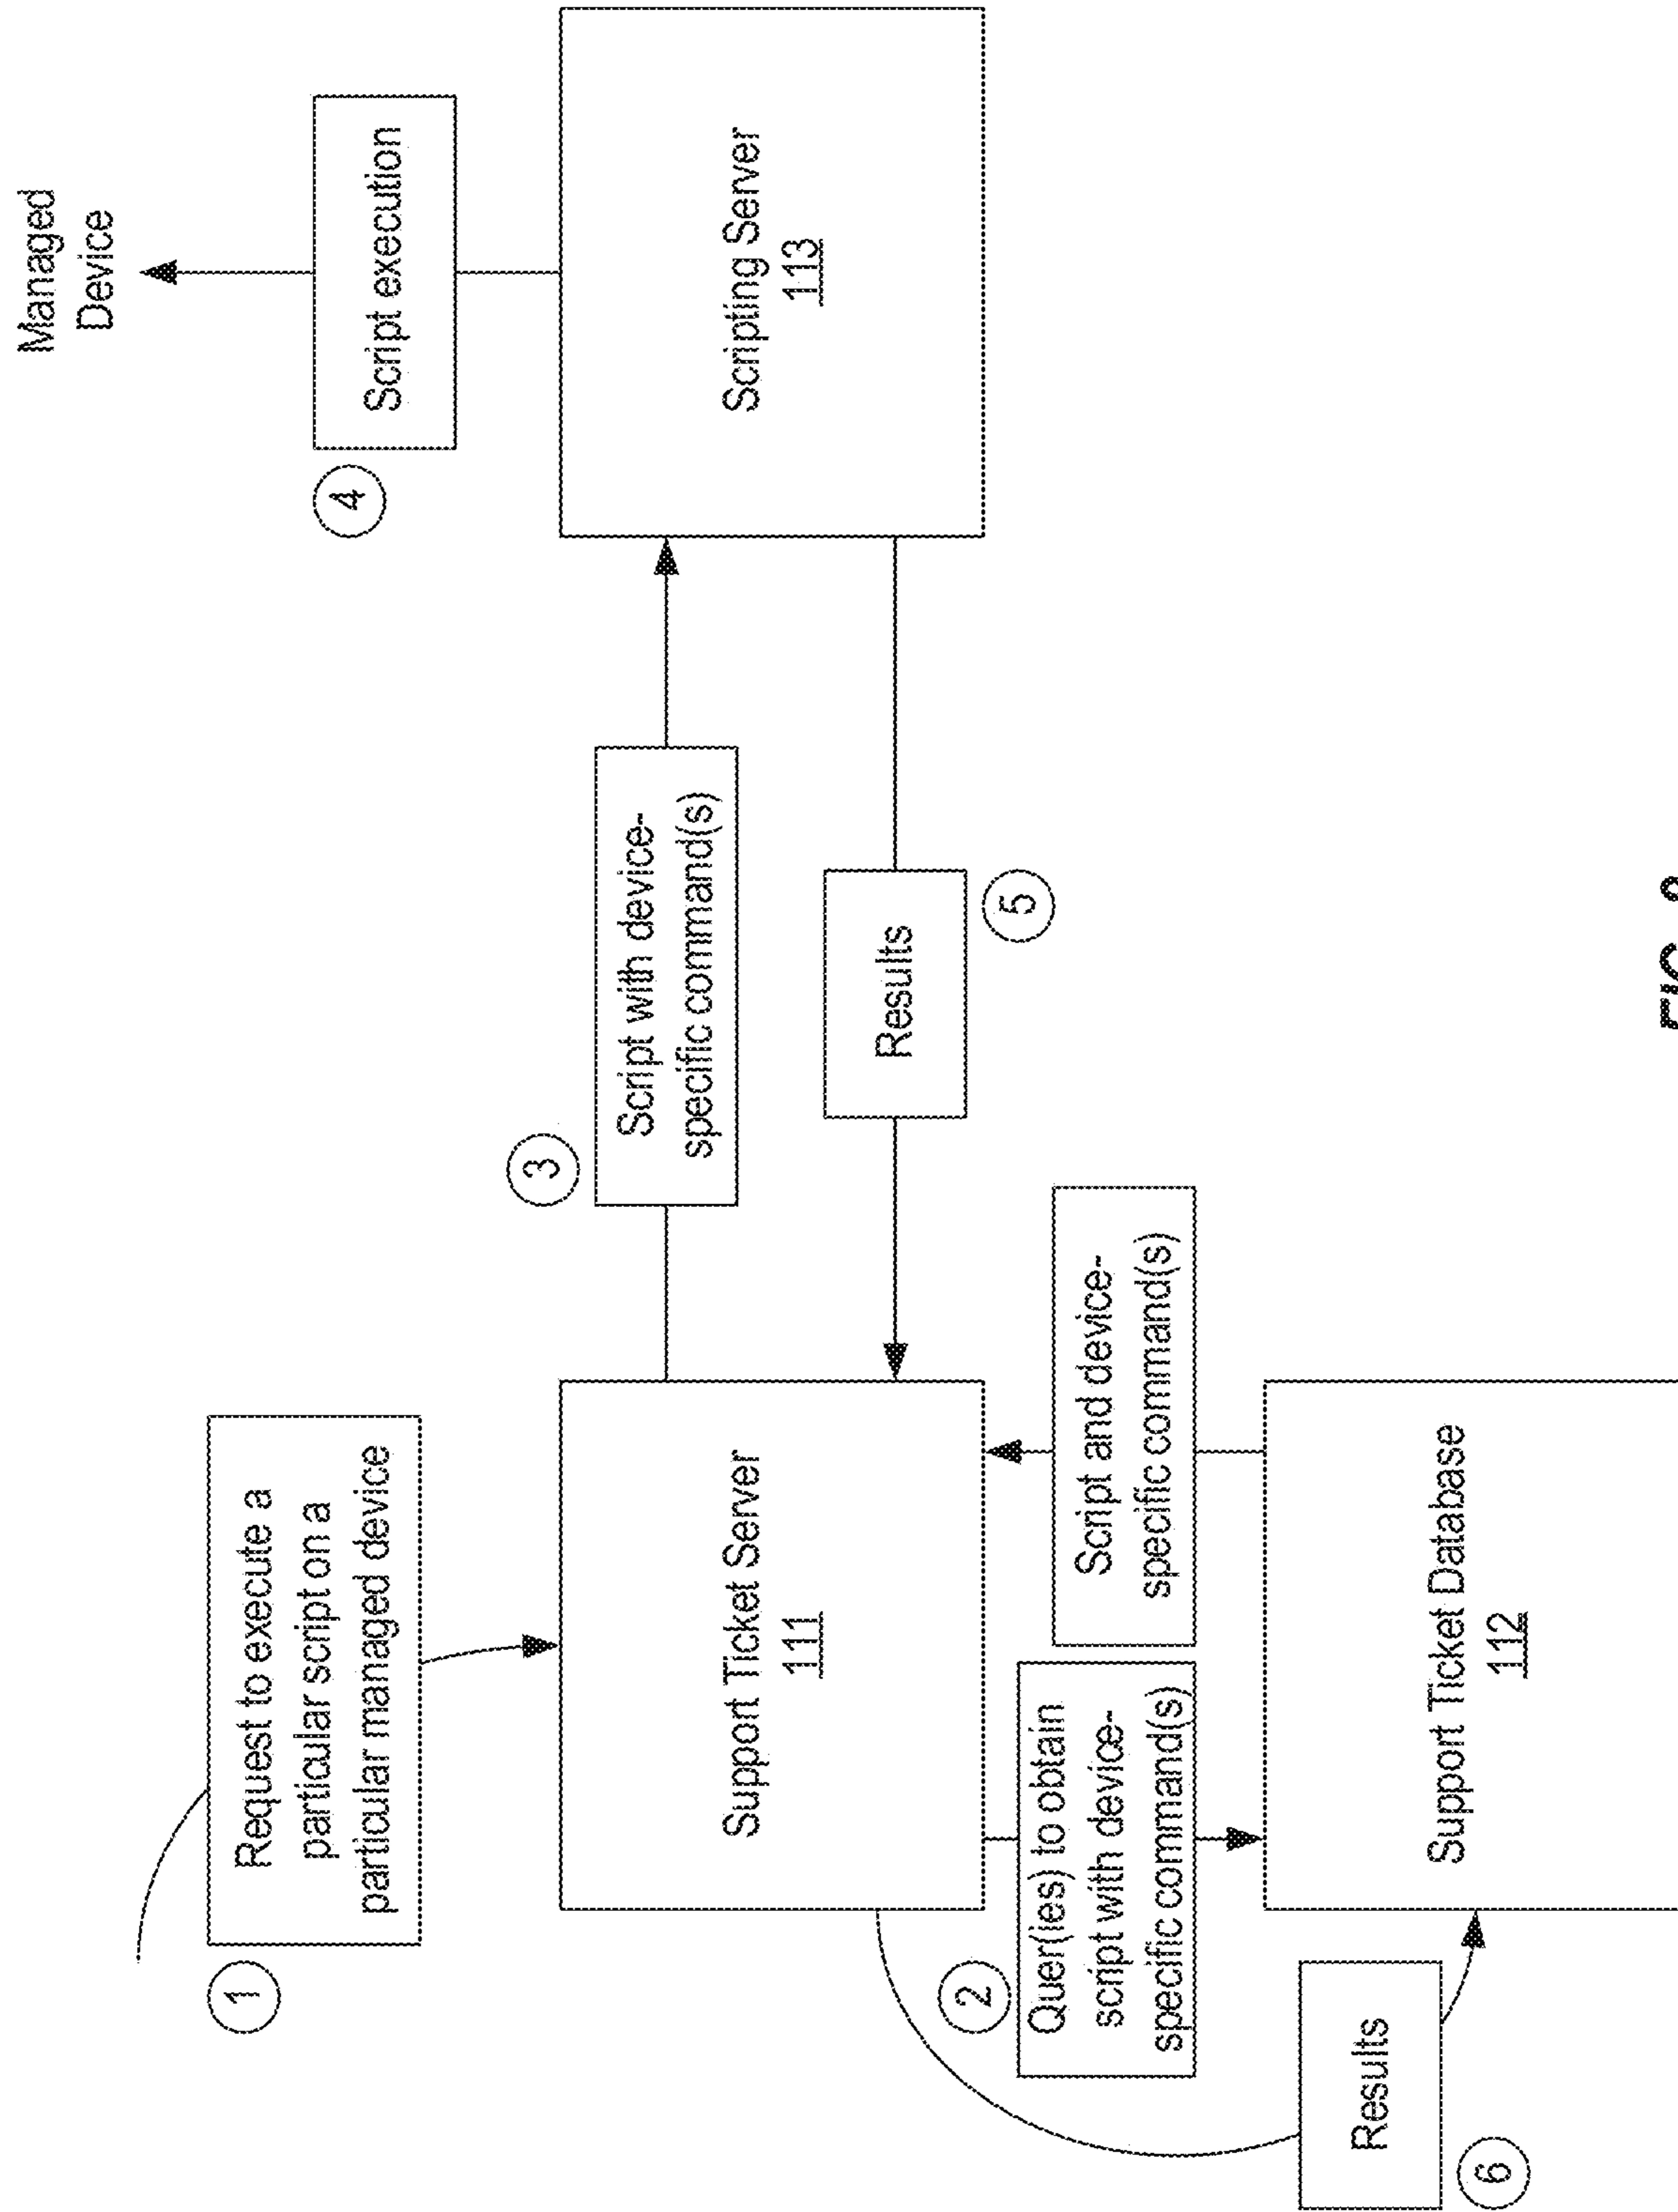 Managed
Device
1
Request to execute a
particular script on a
particular managed device
4
Script execution
3
Script with device-
specific command(s)
Support Ticket Server
111
Scripting Server
113
Results
5
2
Quer(ies) to obtain
script with device-
specific command(s)
Script and device-
specific command(s)
Results
6
Support Ticket Database
112
FIG.